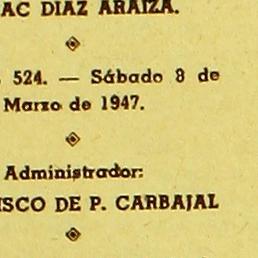 AC DIAZ ARAIZA.
524. — Sábado 8 de
Marzo de 1947.
Administrador:
ISCO DE P. CARBAJAL